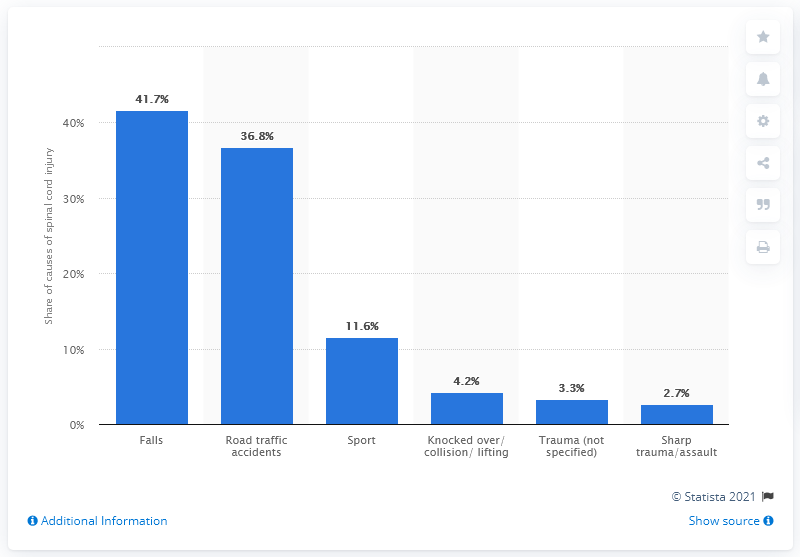 41.7%
36.8%
11.6%
4.2%
3.3%
2.7%
40%
30%
20%
10%
0%
Share of causes of spinal cord injury
Falls
Road traffic
accidents
Sport
Knocked over/
collision/ lifting
Trauma (not
specified)
Sharp
trauma/assault
© Statista 2021
Additional Information
Show source